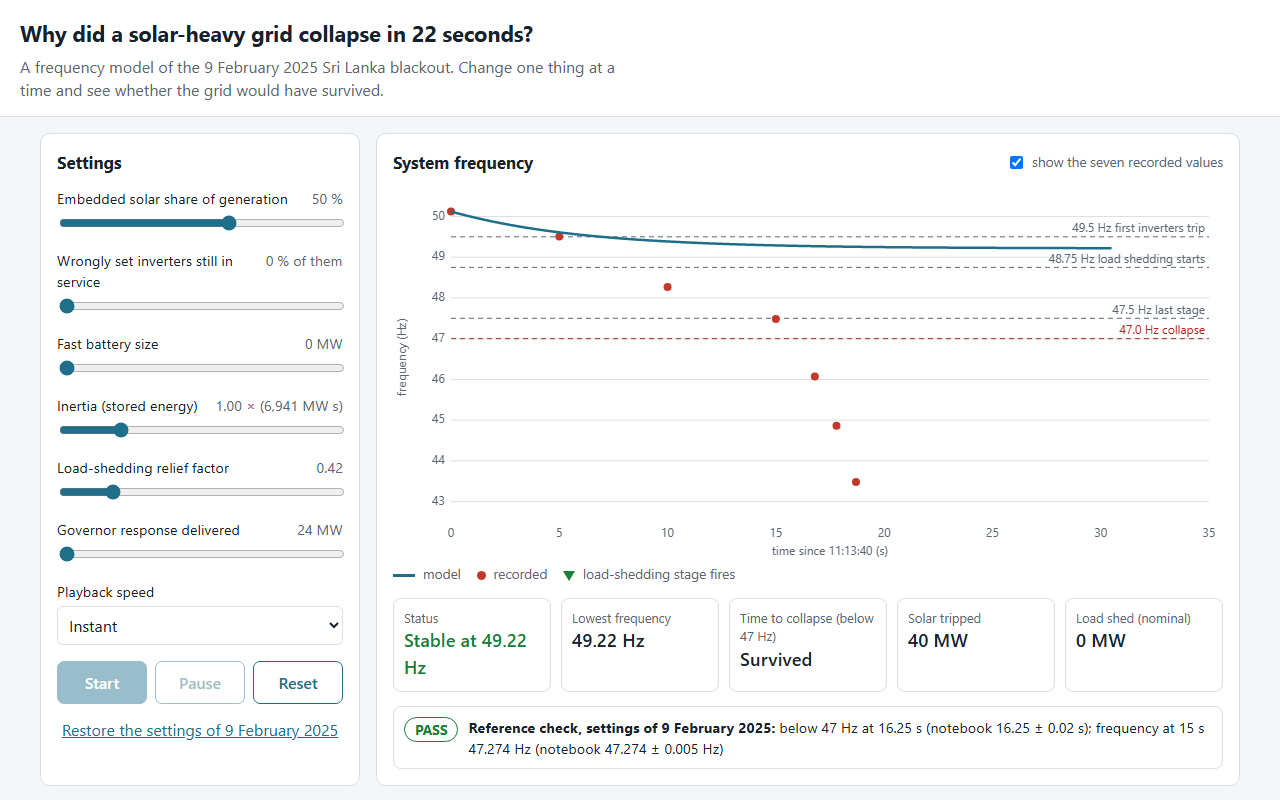 Why did a solar-heavy grid collapse in 22 seconds?
A frequency model of the 9 February 2025 Sri Lanka blackout. Change one thing at a
time and see whether the grid would have survived.
Settings
Embedded solar share of generation 50 %
Wrongly set inverters still in 0 % of them
service
Fast battery size 0 MW
Inertia (stored energy) 1.00 × (6,941 MW s)
Load-shedding relief factor 0.42
Governor response delivered 24 MW
Playback speed
Instant
Start Pause Reset
Restore the settings of 9 February 2025
System frequency show the seven recorded values
50
49.5 Hz first inverters trip
49
48.75 Hz load shedding starts
48
47.5 Hz last stage
47
47.0 Hz collapse
46
45
44
43
frequency (Hz)
0 5 10 15 20 25 30 35
time since 11:13:40 (s)
model recorded load-shedding stage fires
Status
Stable at 49.22
Hz
Lowest frequency
49.22 Hz
Time to collapse (below
47 Hz)
Survived
Solar tripped
40 MW
Load shed (nominal)
0 MW
PASS Reference check, settings of 9 February 2025: below 47 Hz at 16.25 s (notebook 16.25 ± 0.02 s); frequency at 15 s
47.274 Hz (notebook 47.274 ± 0.005 Hz)